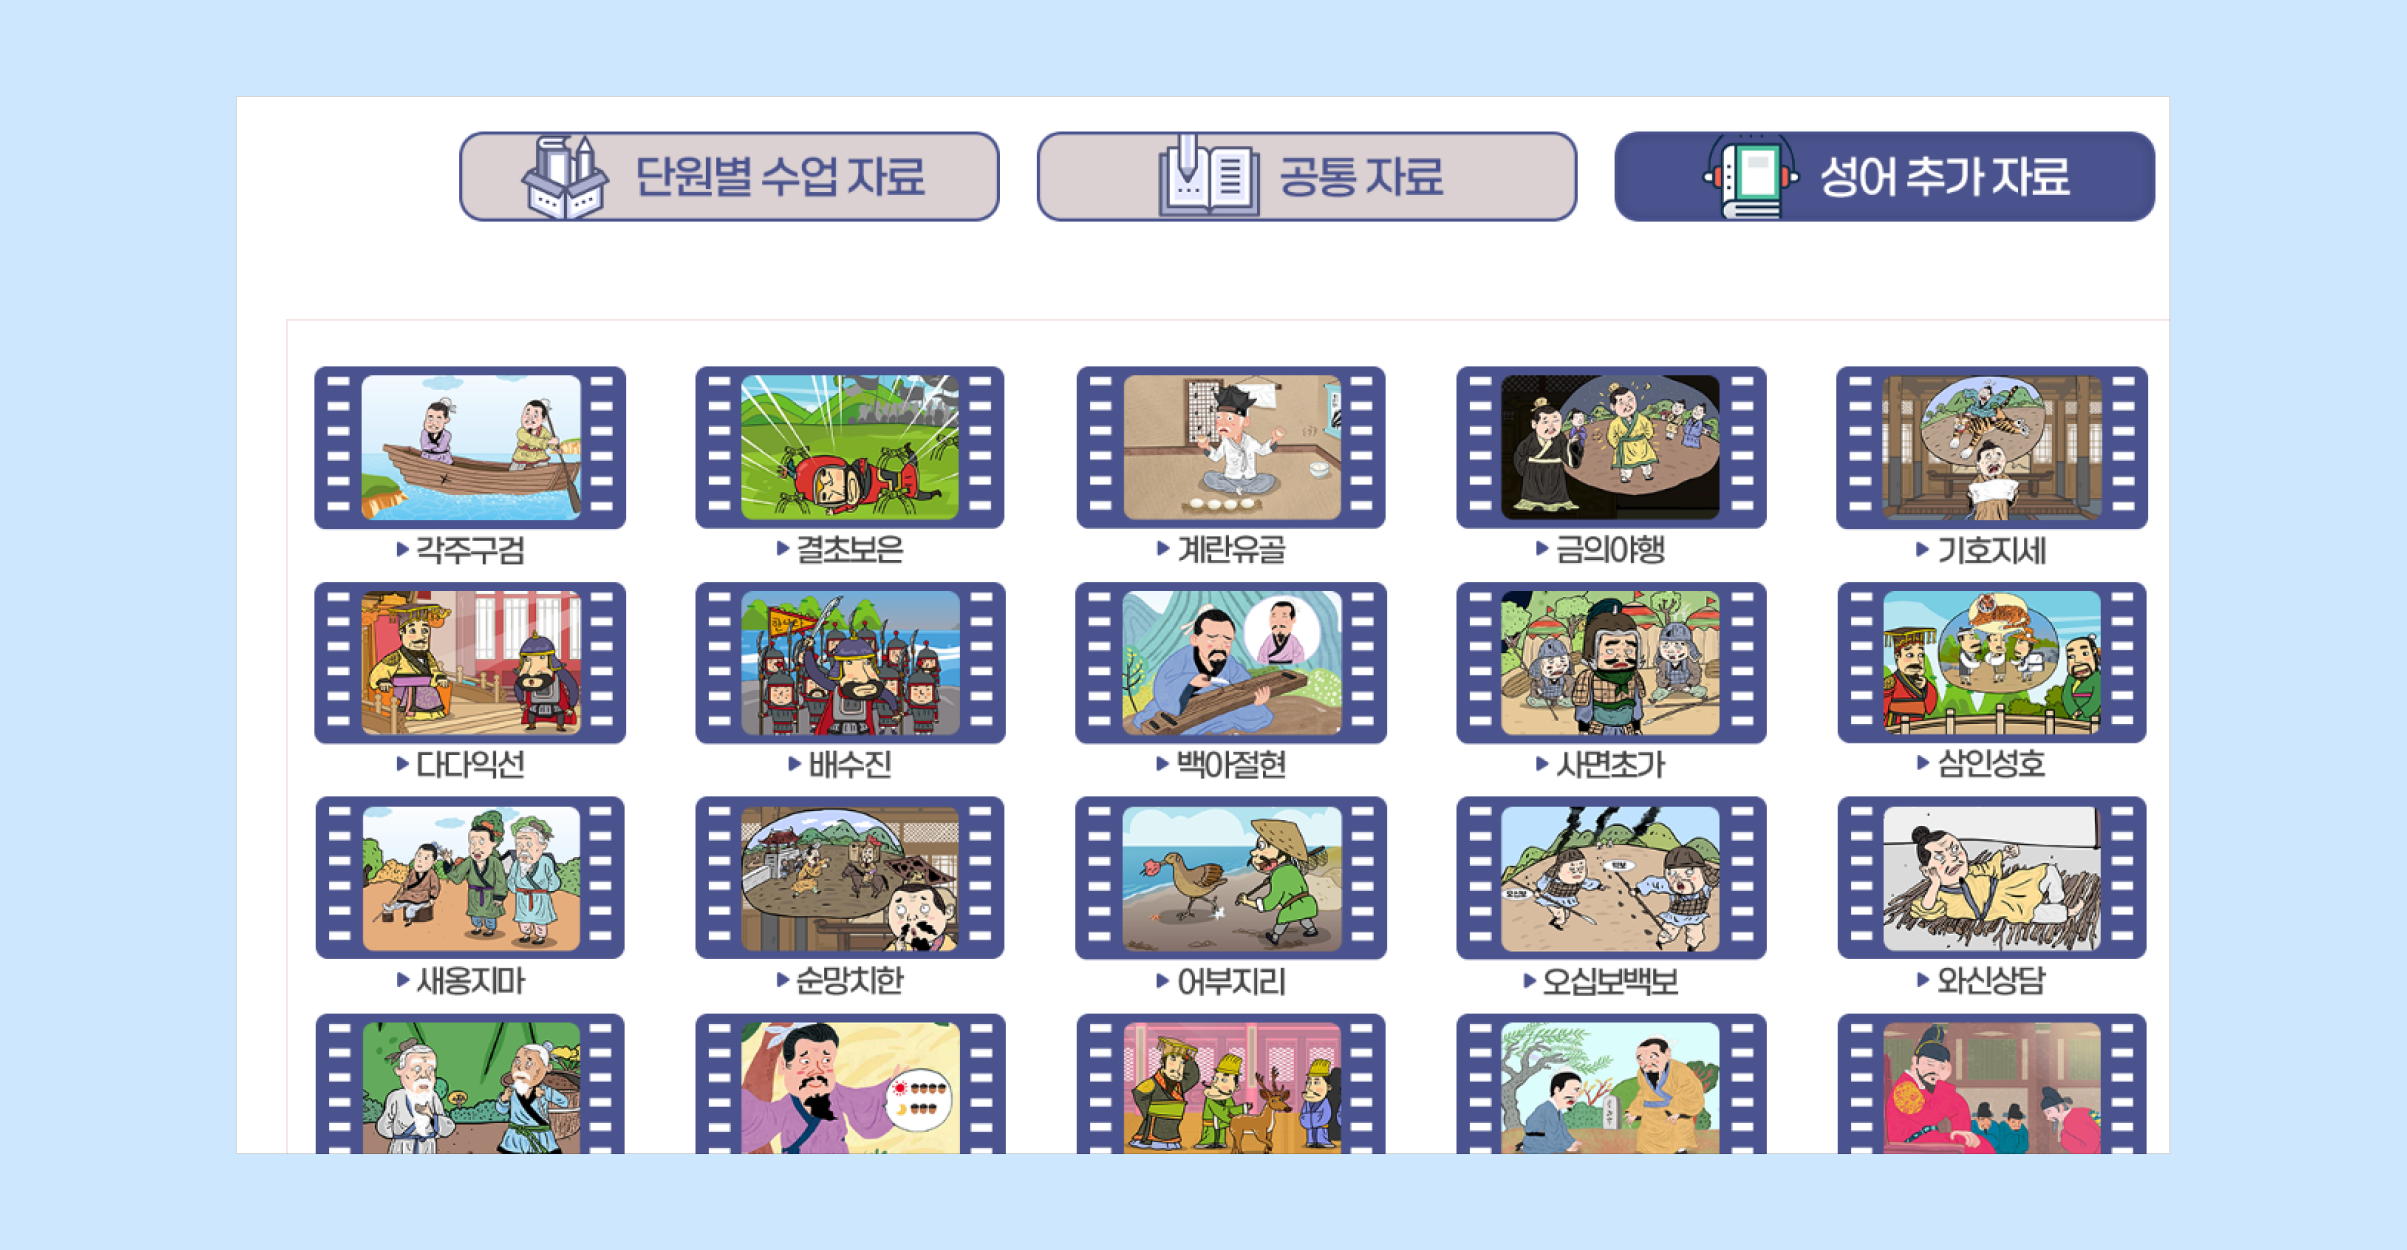 단원별 수업 자료
공통 자료
성어 추가 자료
각주구검
결초보은
계란유골
금의야행
기호지세
다다익선
배수진
백아절현
사면초가
삼인성호
새옹지마
순망치한
어부지리
오십보백보
와신상담